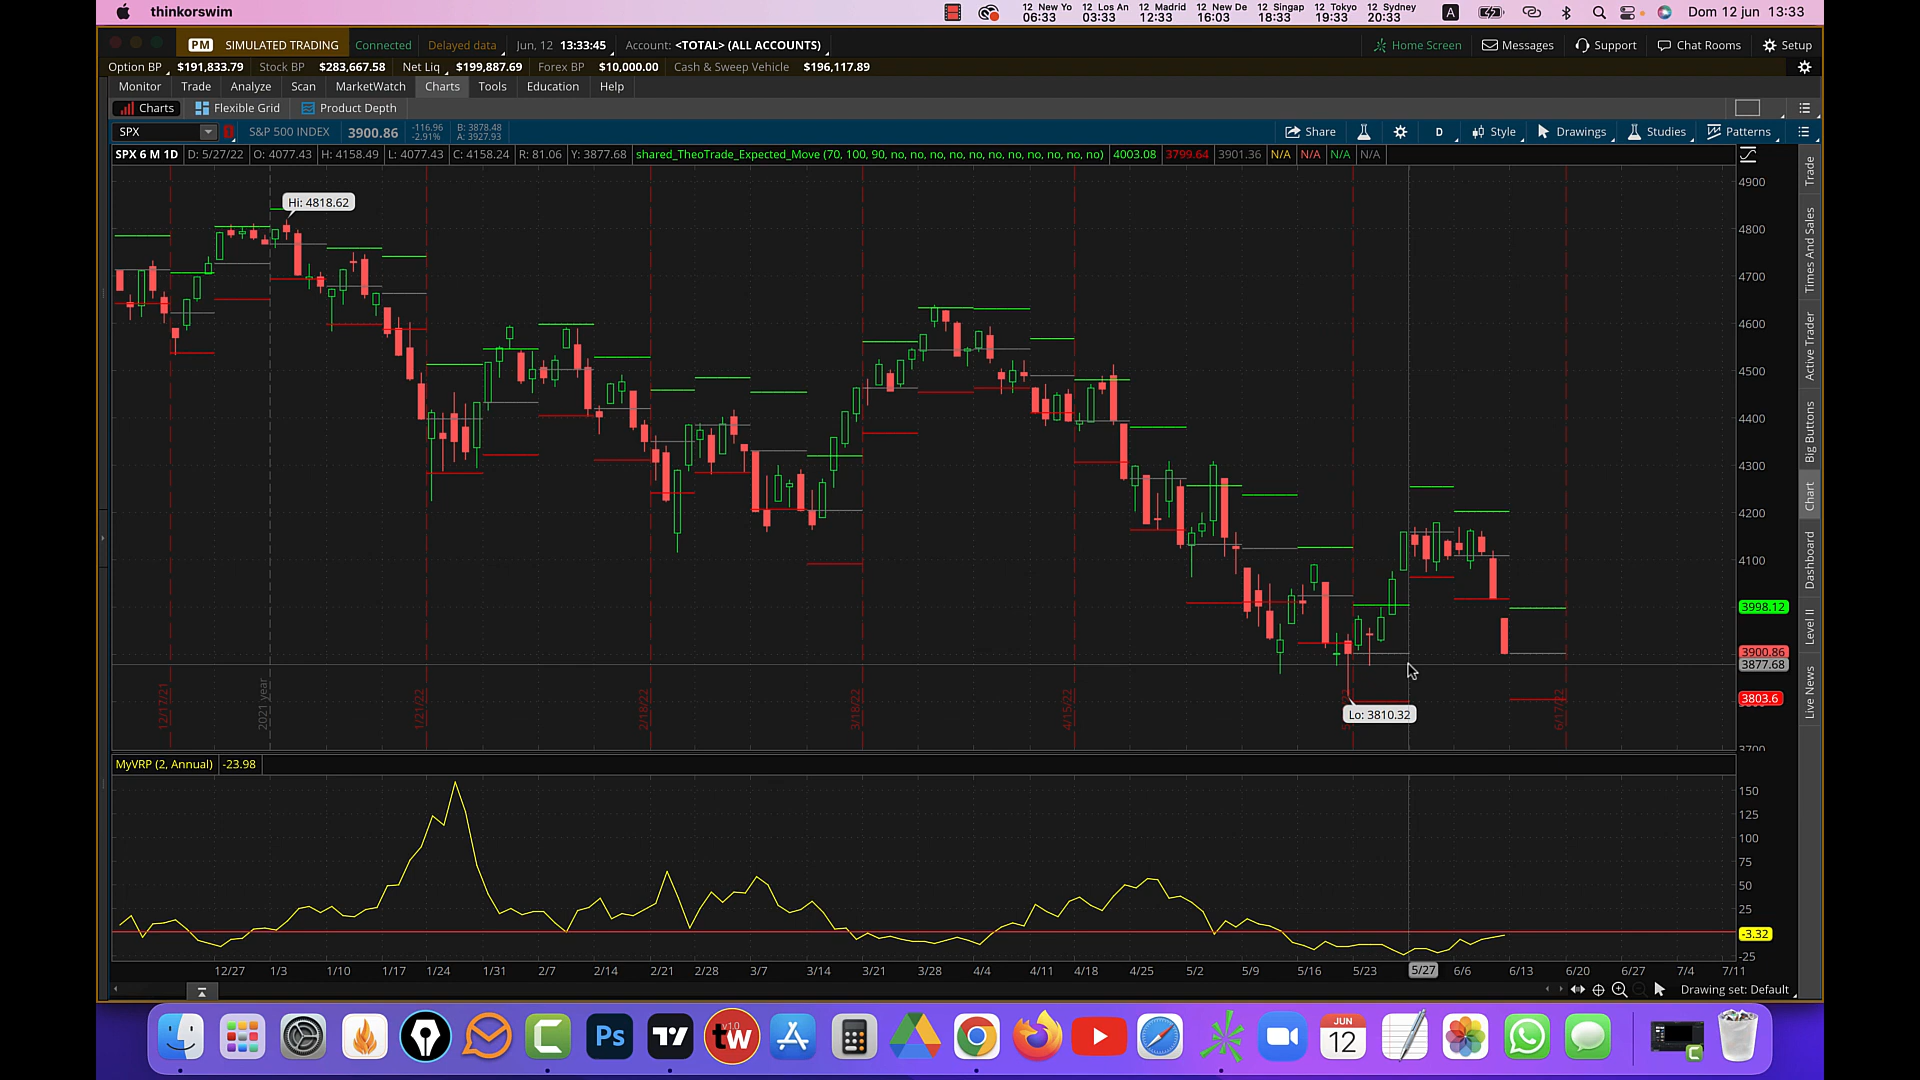 thinkorswim
12 New Yo 12 Los An 12 Madrid 12 New De 12 Singap 12 Tokyo 12 Sydney
06:33 03:33 12:33 16:03 18:33 19:33 20:33
A
Dom 12 jun 13:33
PM SIMULATED TRADING Connected Delayed data Jun, 12 13:33:45 Account: <TOTAL> (ALL ACCOUNTS) Home Screen Messages Support Chat Rooms Setup
Option BP $191,833.79 Stock BP $283,667.58 Net Liq $199,887.69 Forex BP $10,000.00 Cash & Sweep Vehicle $196,117.89
Monitor Trade Analyze Scan MarketWatch Charts Tools Education Help
Charts Flexible Grid Product Depth
SPX S&P 500 INDEX 3900.86 -116.96 B: 3878.48 Share D Style Drawings Studies Patterns
-2.91% A: 3927.93
SPX 6 M 1D D: 5/27/22 O: 4077.43 H: 4158.49 L: 4077.43 C: 4158.24 R: 81.06 Y: 3877.68 shared_TheoTrade_Expected_Move (70, 100, 90, no, no, no, no, no, no, no, no, no, no, no) 4003.08 3799.64 3901.36 N/A N/A N/A N/A
Hi: 4818.62
4900
4800
4700
4600
4500
4400
4300
4200
4100
3998.12
3900.86
3877.68
3803.6
3700
Lo: 3810.32
12/17/21
2021 year
1/21/22
2/18/22
3/18/22
4/15/22
6/17/22
Trade
Times And Sales
Active Trader
Big Buttons
Chart
Dashboard
Level II
Live News
MyVRP (2, Annual) -23.98
150
125
100
75
50
25
-3.32
-25
12/27 1/3 1/10 1/17 1/24 1/31 2/7 2/14 2/21 2/28 3/7 3/14 3/21 3/28 4/4 4/11 4/18 4/25 5/2 5/9 5/16 5/23 5/27 6/6 6/13 6/20 6/27 7/4 7/11
Drawing set: Default
Ps
v1.0
tw
JUN
12